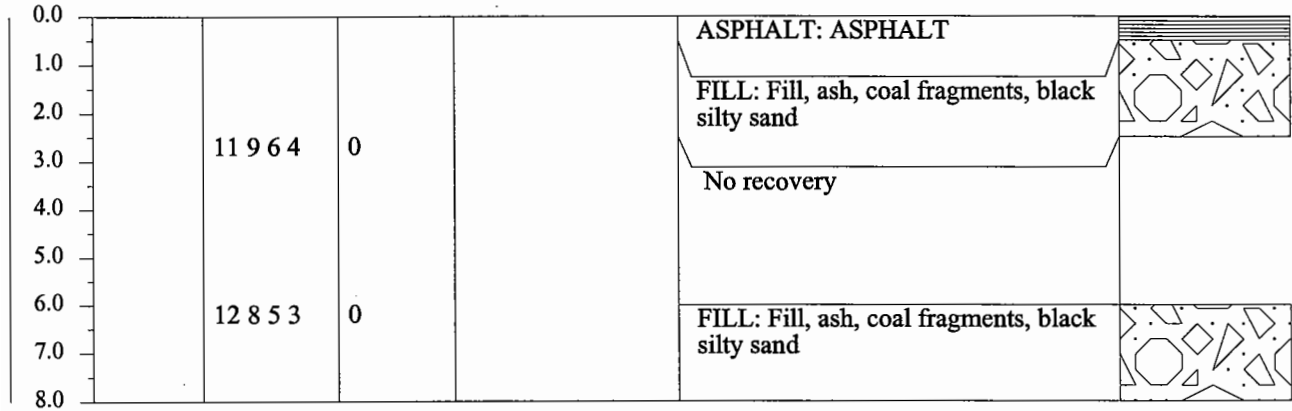 0.0
ASPHALT: ASPHALT
1.0
FILL: Fill, ash, coal fragments, black
silty sand
2.0
11 9 6 4 0
3.0
No recovery
4.0
5.0
6.0
12 8 5 3 0
FILL: Fill, ash, coal fragments, black
silty sand
7.0
8.0